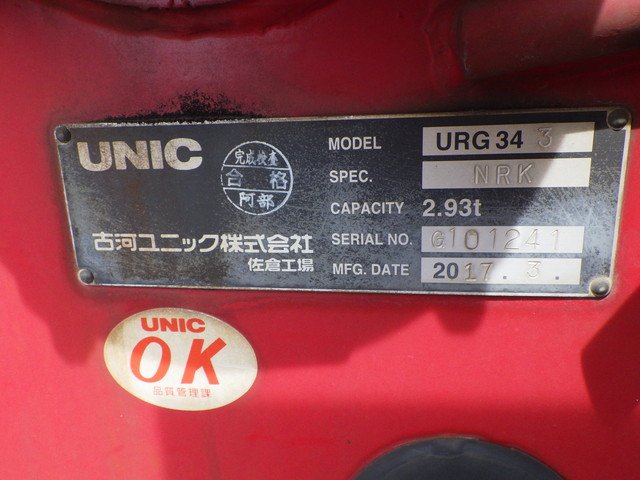 UNIC
完成検査
合格
阿部
古河ユニック株式会社
佐倉工場
MODEL URG34 3
SPEC. NRK
CAPACITY 2.93t
SERIAL NO. G101241
MFG. DATE 2017. 3.
UNIC
OK
品質管理課